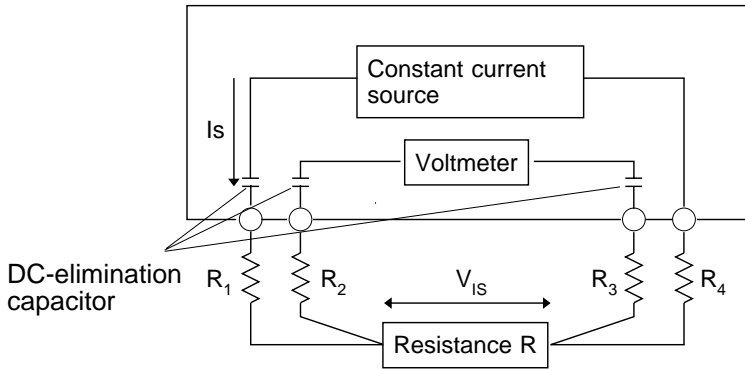 Constant current
source
Is
Voltmeter
DC-elimination
capacitor
R1
R2
VIS
R3
R4
Resistance R